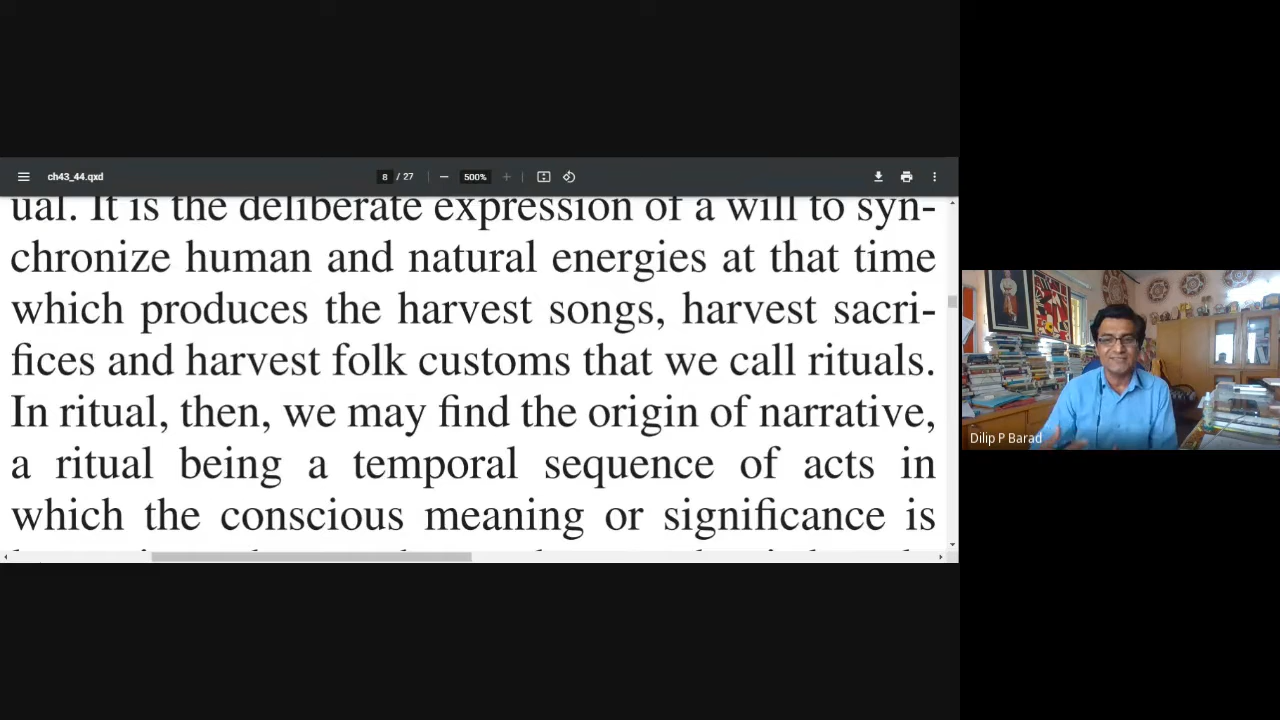 ch43_44.qxd 8 / 27 500%
ual. It is the deliberate expression of a will to syn-
chronize human and natural energies at that time
which produces the harvest songs, harvest sacri-
fices and harvest folk customs that we call rituals.
In ritual, then, we may find the origin of narrative,
a ritual being a temporal sequence of acts in
which the conscious meaning or significance is
Dilip P Barad